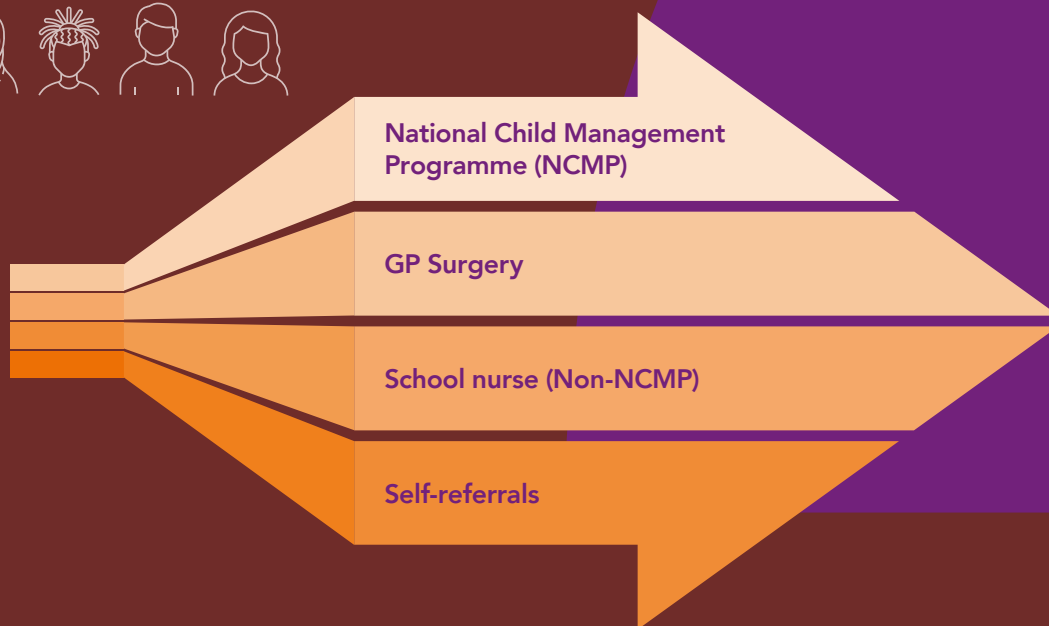 National Child Management
Programme (NCMP)
GP Surgery
School nurse (Non-NCMP)
Self-referrals